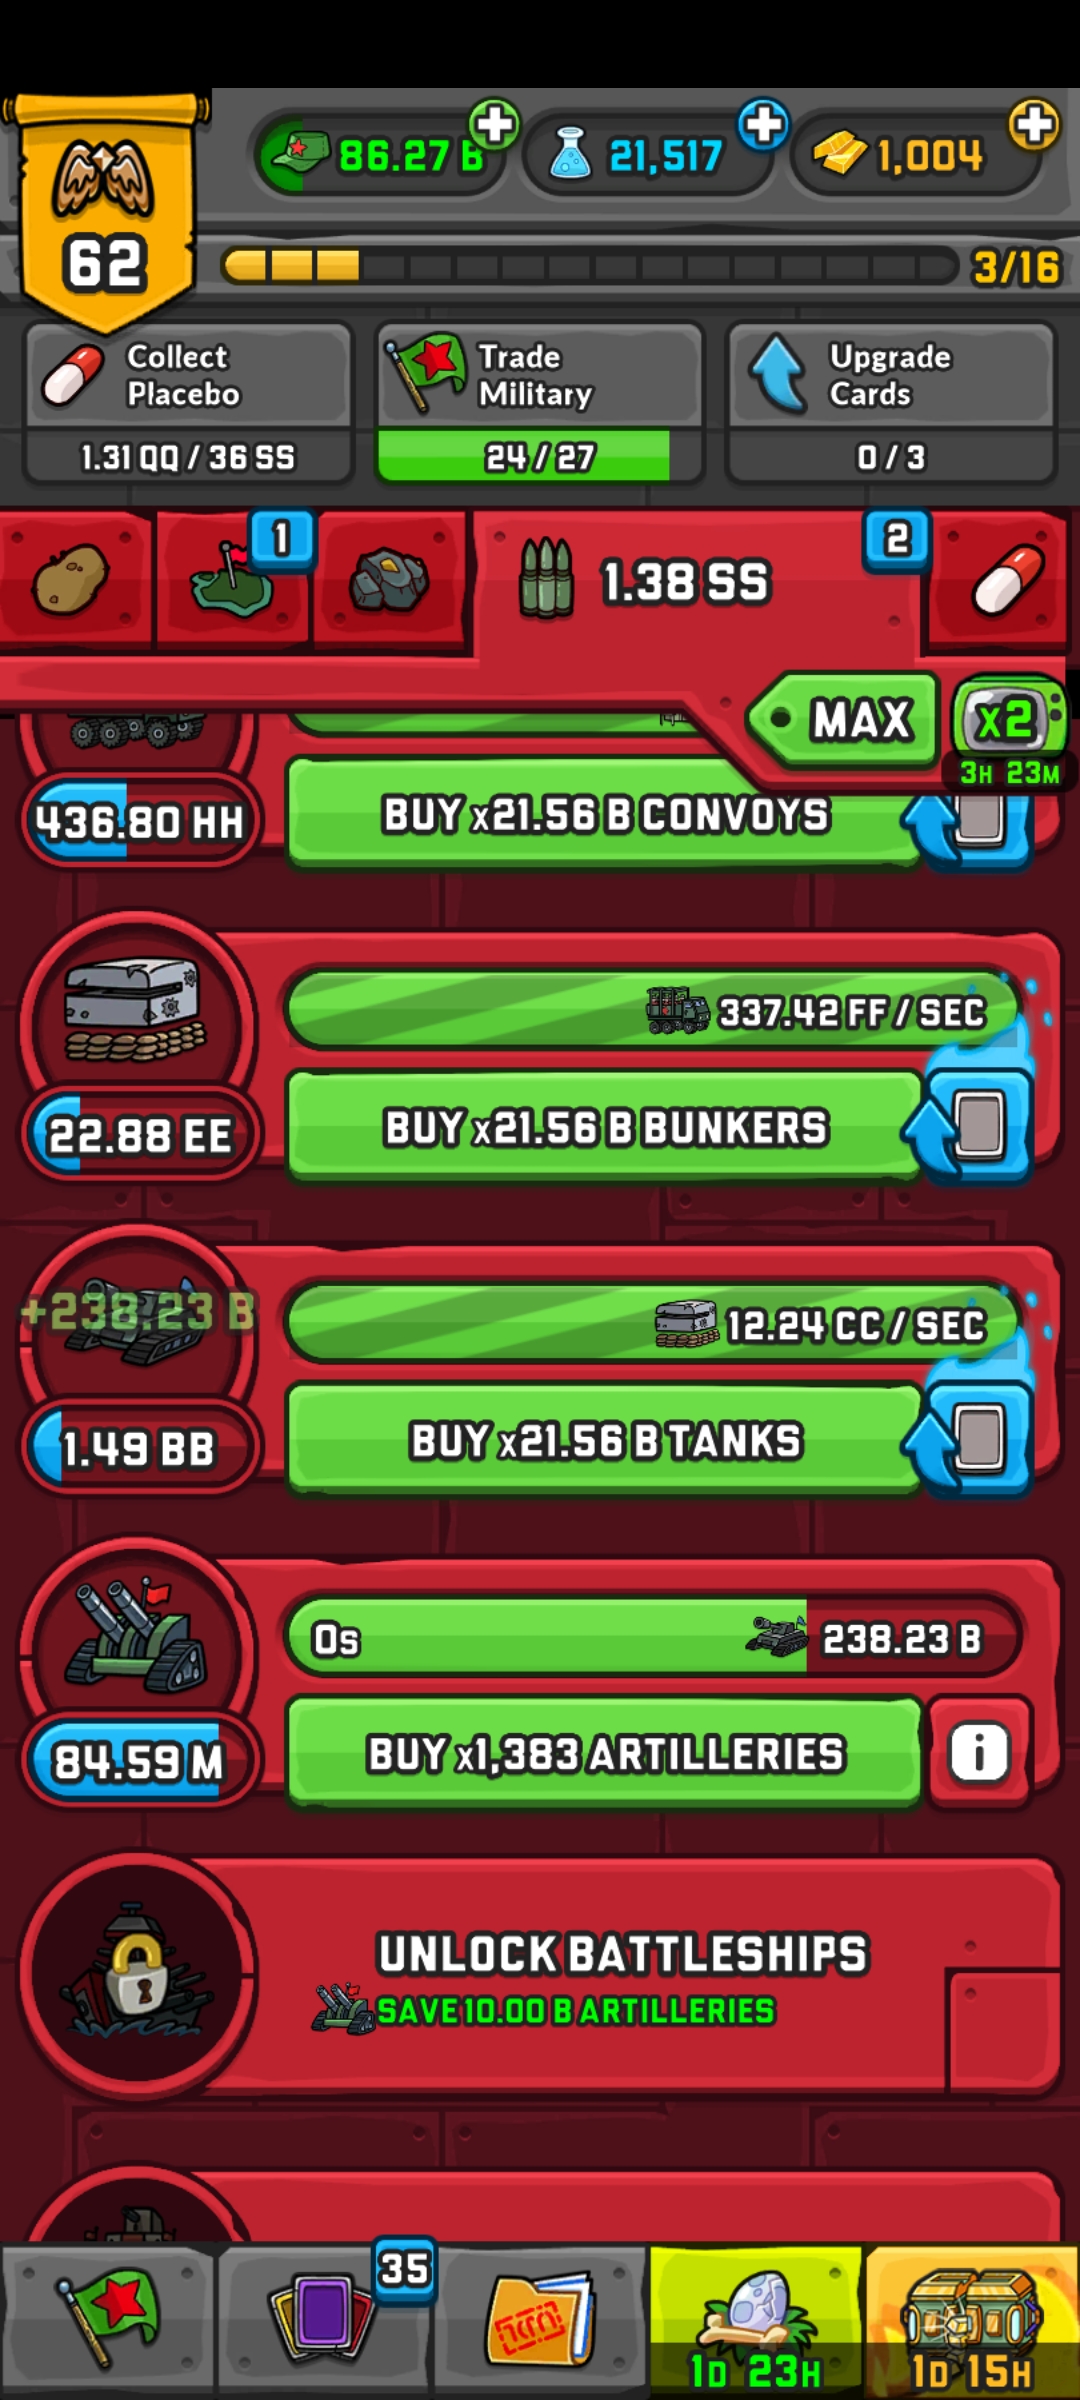 62
86.27 B
21,517
1,004
3/16
Collect
Placebo
1.31 QQ / 36 SS
Trade
Military
24 / 27
Upgrade
Cards
0 / 3
1
1.38 SS
2
MAX
x2
3H 23M
436.80 HH
BUY x21.56 B CONVOYS
337.42 FF / SEC
22.88 EE
BUY x21.56 B BUNKERS
+238.23 B
12.24 CC / SEC
1.49 BB
BUY x21.56 B TANKS
0s
238.23 B
84.59 M
BUY x1,383 ARTILLERIES
i
UNLOCK BATTLESHIPS
SAVE 10.00 B ARTILLERIES
35
1D 23H
1D 15H